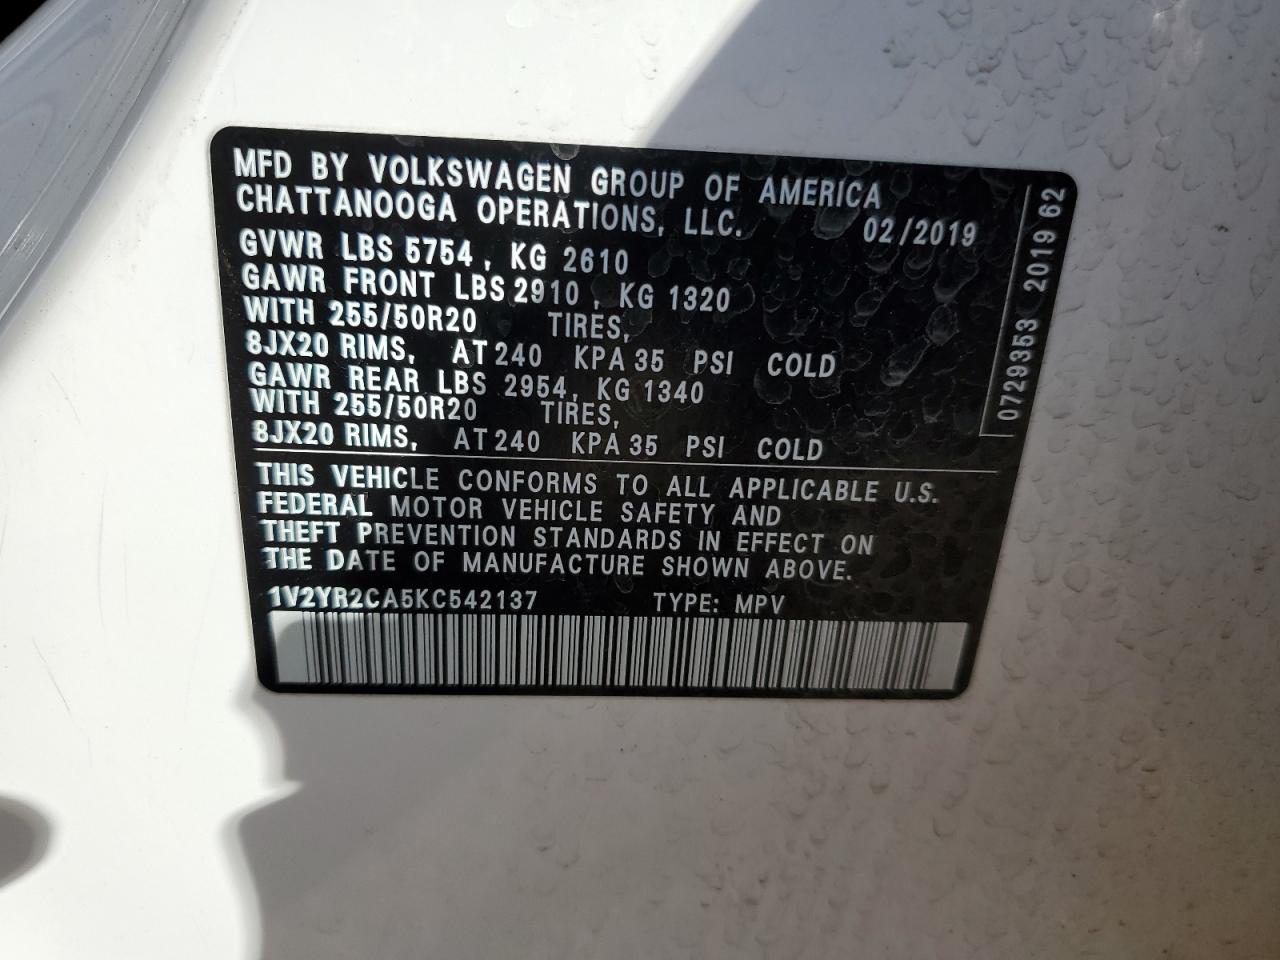 MFD BY VOLKSWAGEN GROUP OF AMERICA
CHATTANOOGA OPERATIONS, LLC. 02/2019
GVWR LBS 5754, KG 2610
GAWR FRONT LBS 2910, KG 1320
WITH 255/50R20 TIRES,
8JX20 RIMS, AT 240 KPA 35 PSI COLD
GAWR REAR LBS 2954, KG 1340
WITH 255/50R20 TIRES,
8JX20 RIMS, AT 240 KPA 35 PSI COLD
THIS VEHICLE CONFORMS TO ALL APPLICABLE U.S.
FEDERAL MOTOR VEHICLE SAFETY AND
THEFT PREVENTION STANDARDS IN EFFECT ON
THE DATE OF MANUFACTURE SHOWN ABOVE.
1V2YR2CA5KC542137 TYPE: MPV
0729353 2019 62